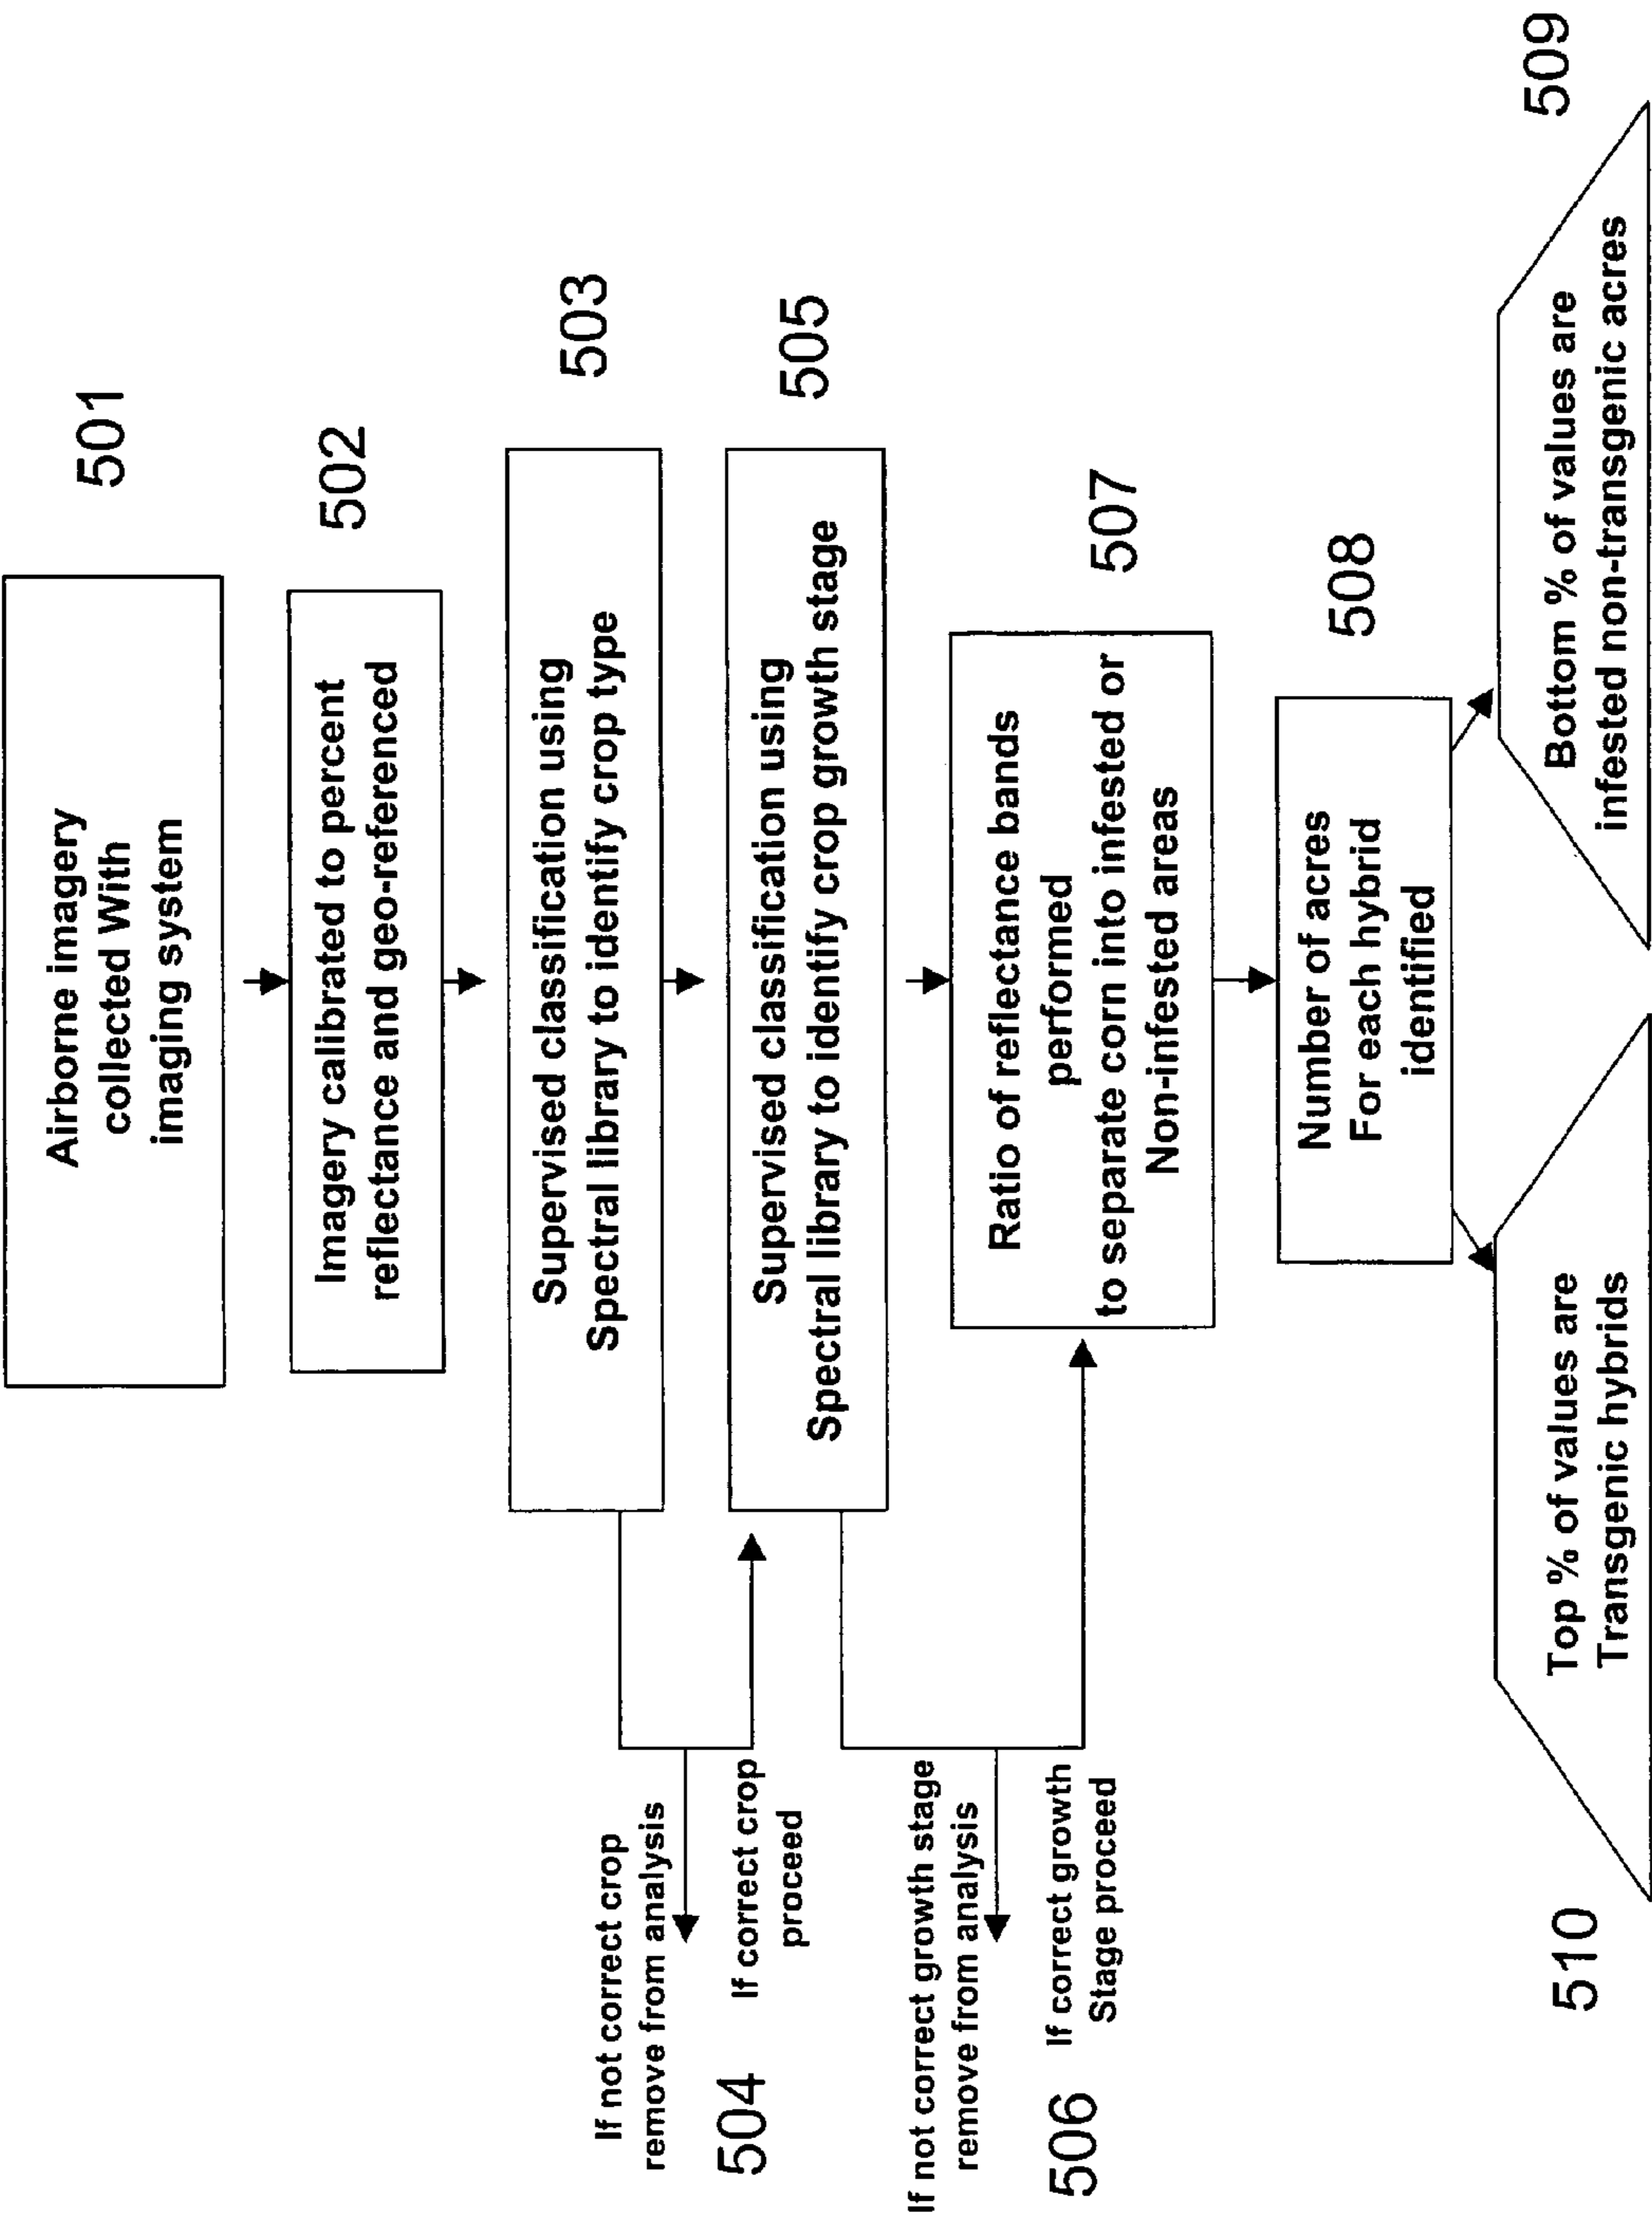 Airborne imagery
collected With
imaging system
501
Imagery calibrated to percent
reflectance and geo-referenced
502
Supervised classification using
Spectral library to identify crop type
503
If not correct crop
remove from analysis
504
If correct crop
proceed
Supervised classification using
Spectral library to identify crop growth stage
505
If not correct growth stage
remove from analysis
506
If correct growth
Stage proceed
Ratio of reflectance bands
performed
to separate corn into infested or
Non-infested areas
507
Number of acres
For each hybrid
identified
508
Top % of values are
Transgenic hybrids
510
Bottom % of values are
infested non-transgenic acres
509